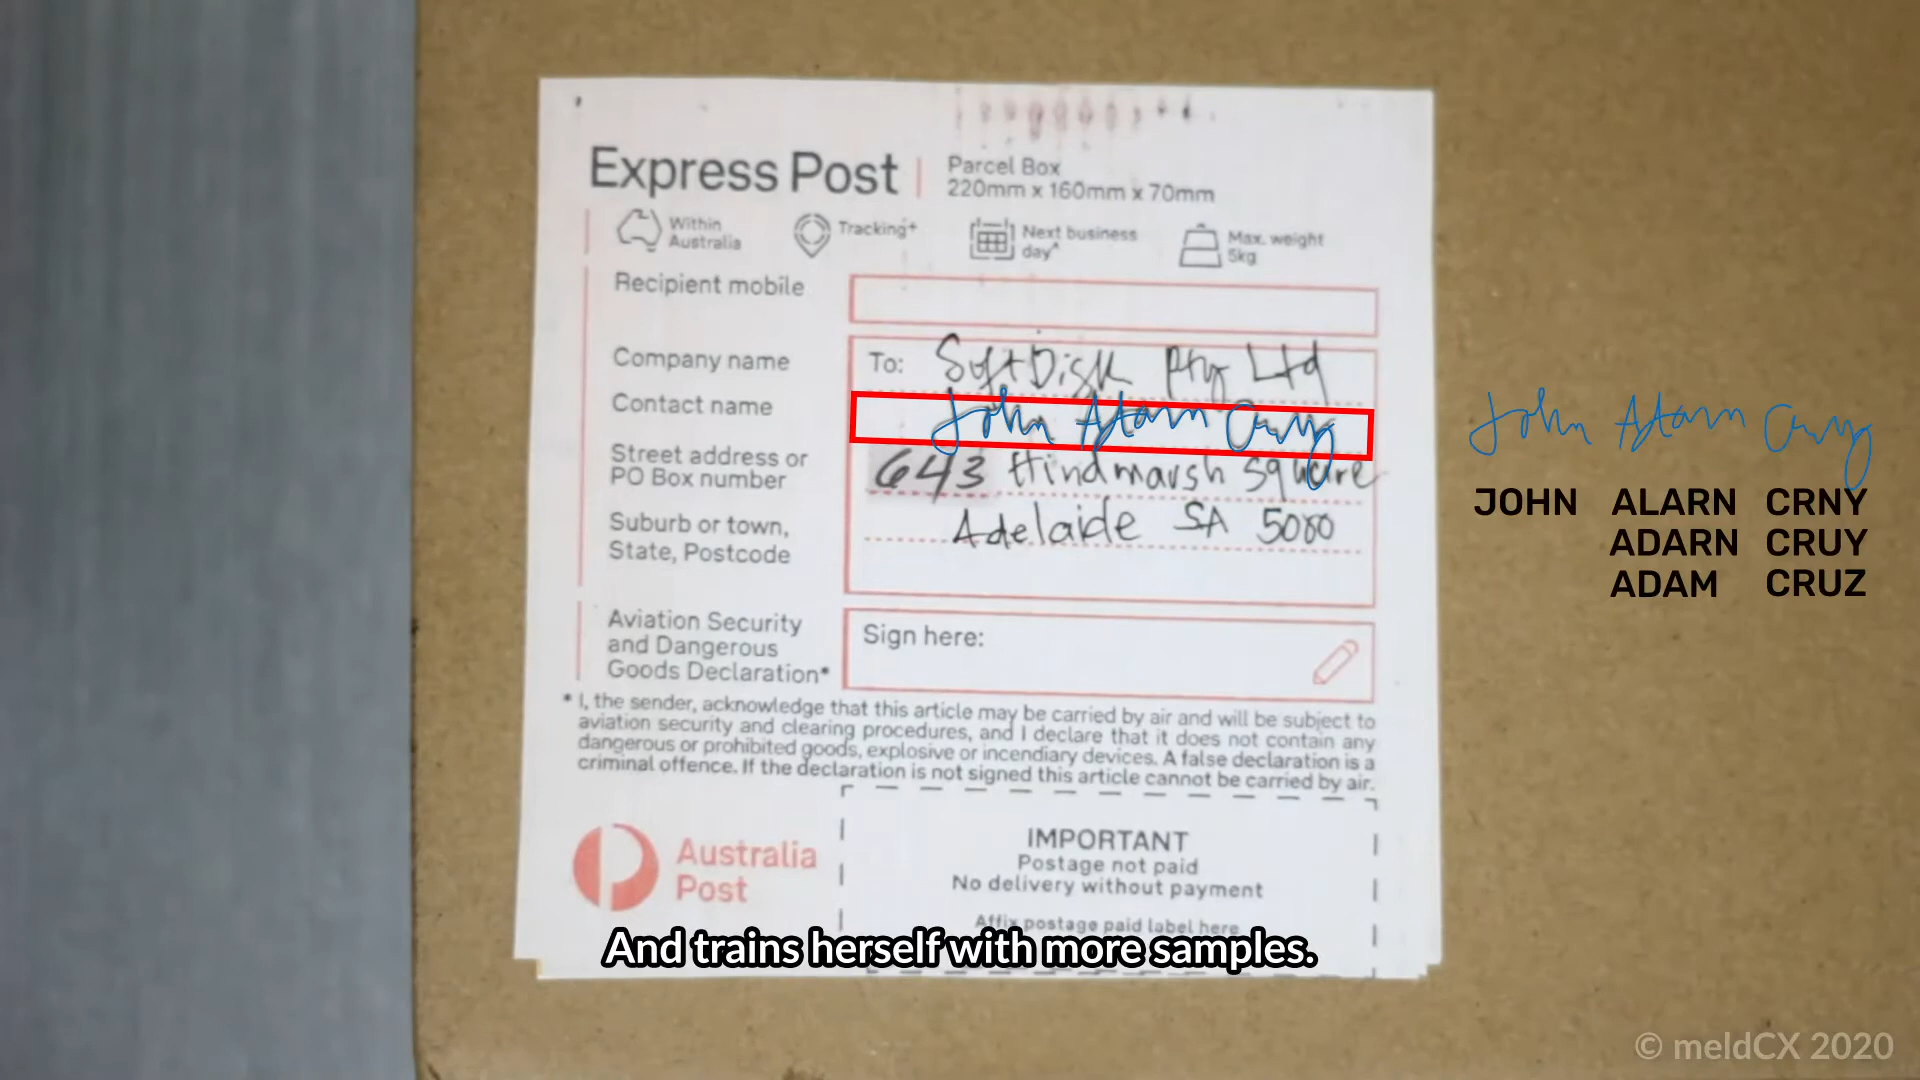 Express Post
Parcel Box
220mm x 160mm x 70mm
Within
Australia
Tracking+
Next business
day^
Max. weight
5kg
Recipient mobile
Company name
To: SoftDisk Pty Ltd
Contact name
John Adam Cruz
Street address or
PO Box number
643 Hindmarsh Square
Suburb or town,
State, Postcode
Adelaide SA 5000
Aviation Security
and Dangerous
Goods Declaration*
Sign here:
* I, the sender, acknowledge that this article may be carried by air and will be subject to
aviation security and clearing procedures, and I declare that it does not contain any
dangerous or prohibited goods, explosive or incendiary devices. A false declaration is a
criminal offence. If the declaration is not signed this article cannot be carried by air.
Australia
Post
IMPORTANT
Postage not paid
No delivery without payment
Affix postage paid label here
John Adam Cruz
JOHN ALARN CRNY
ADARN CRUY
ADAM CRUZ
And trains herself with more samples.
© meldCX 2020